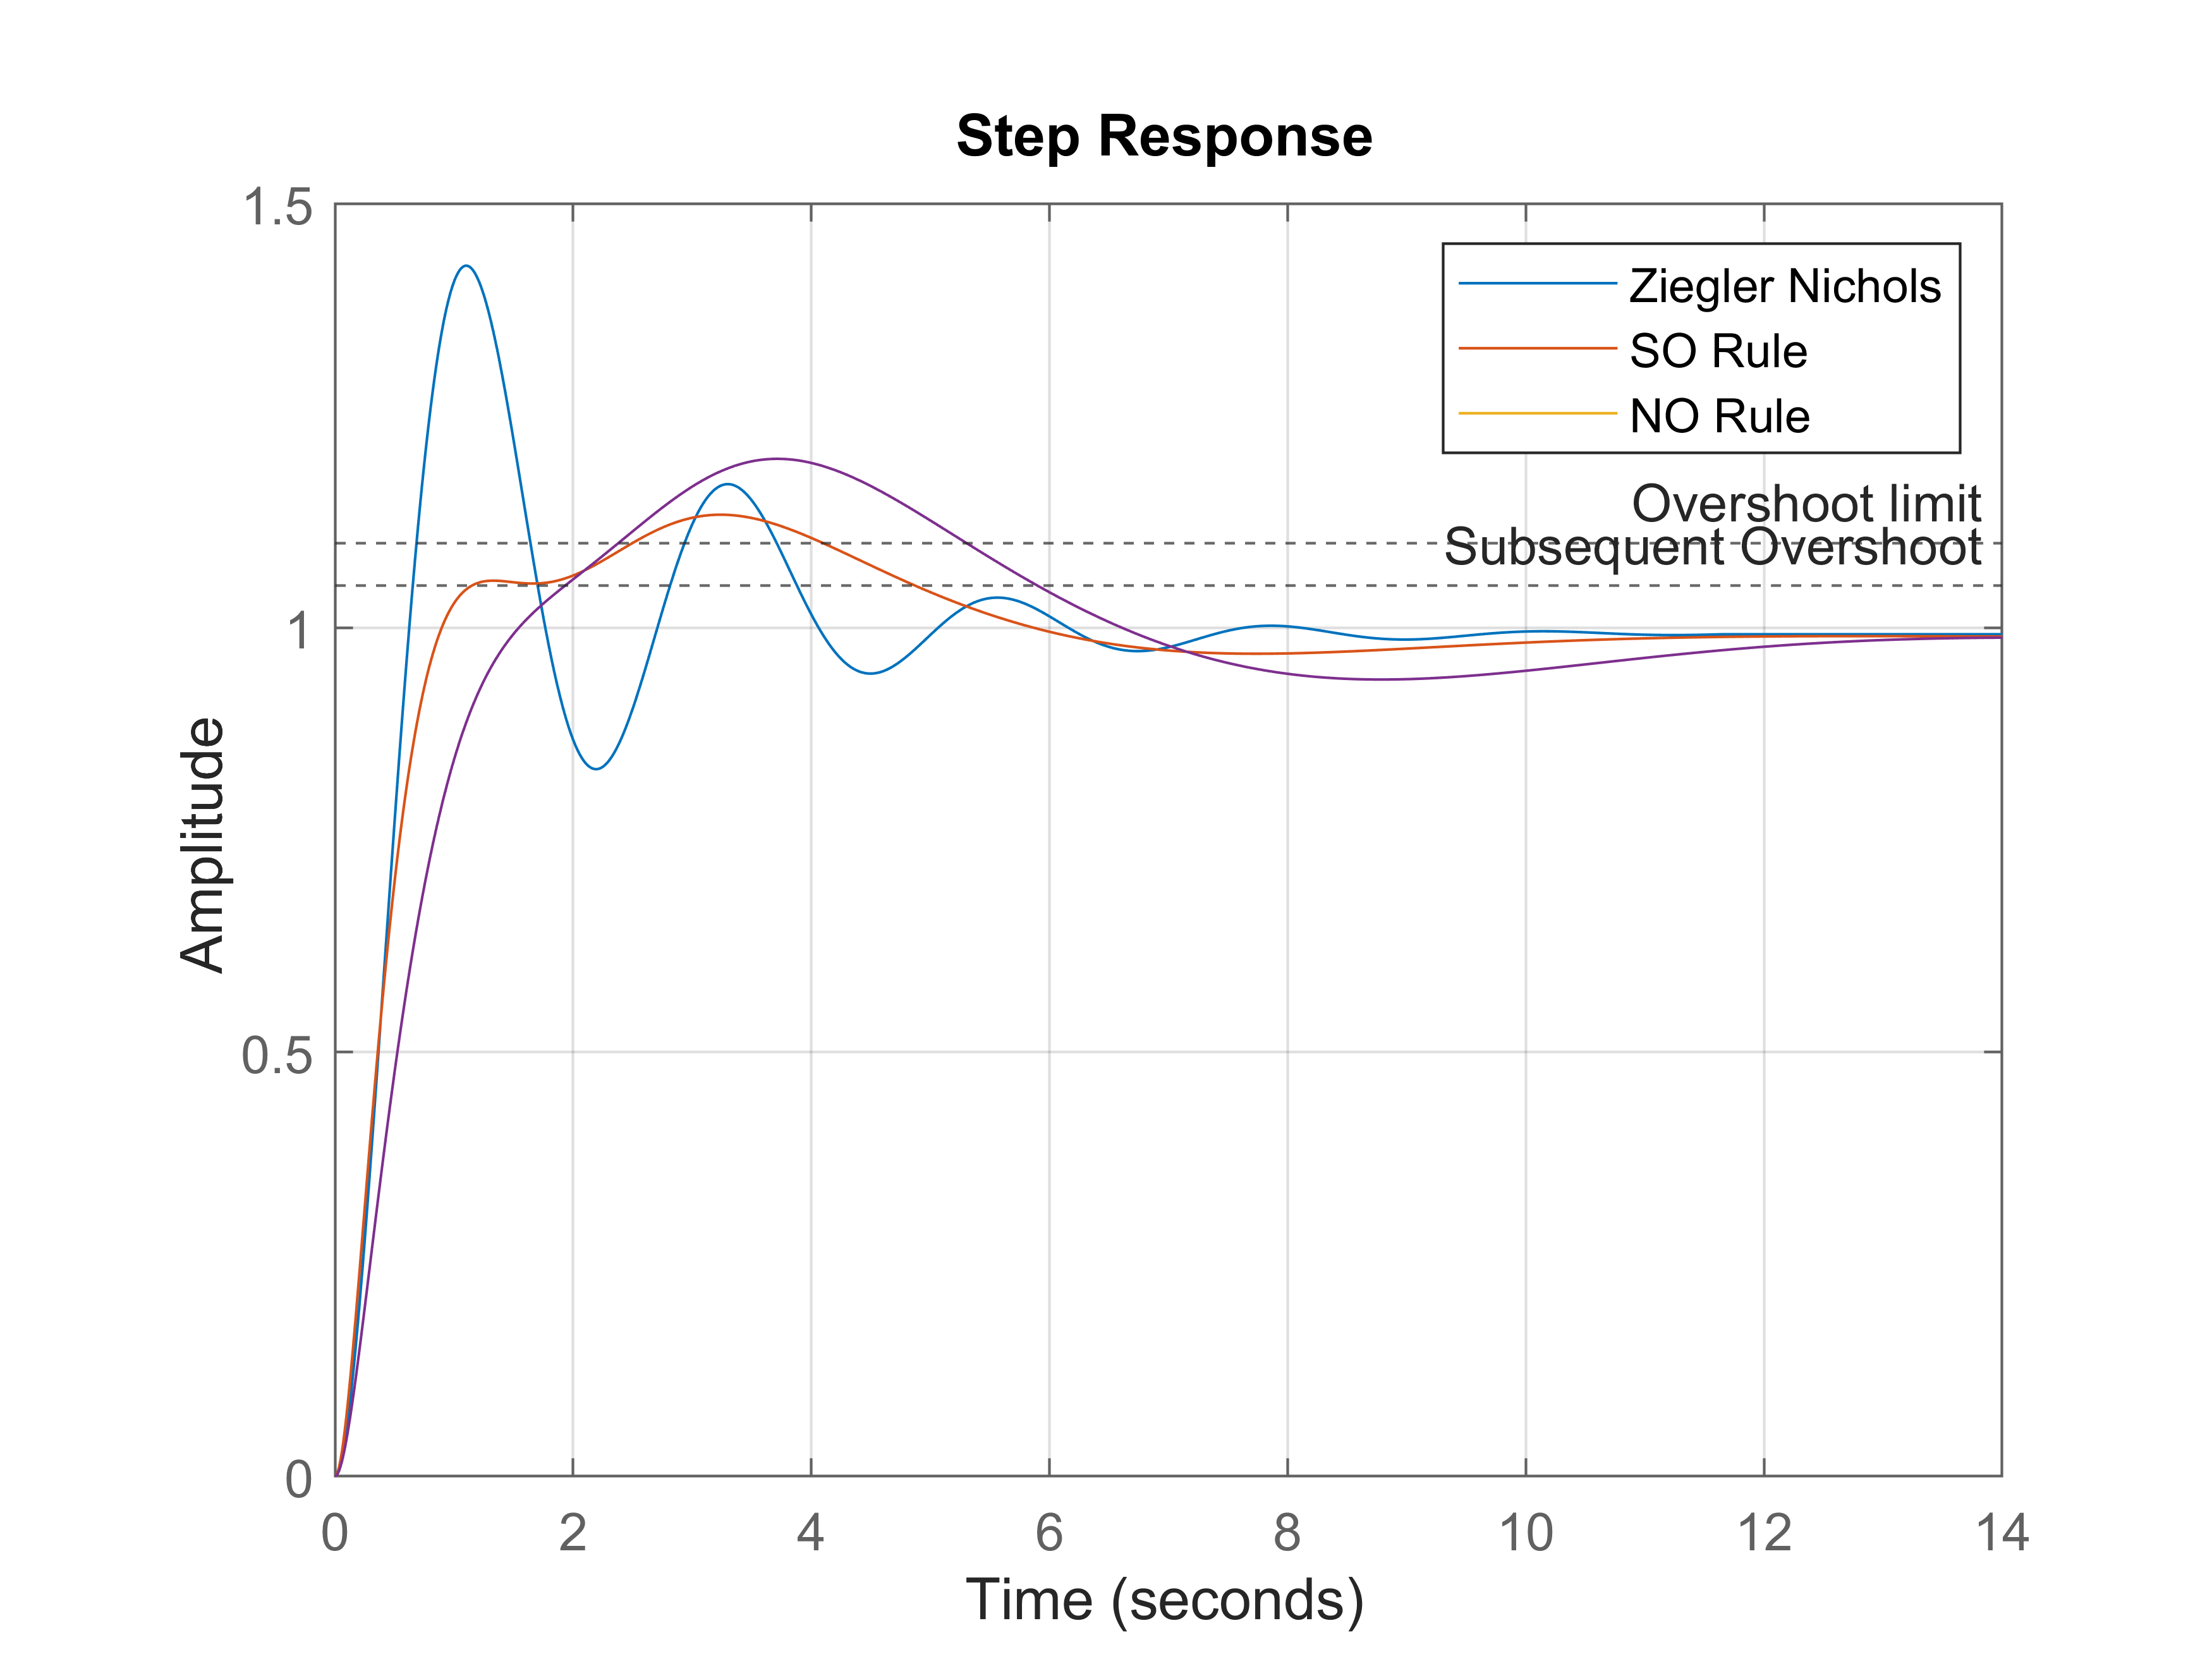 Step Response
1.5
1
0.5
0
Amplitude
Ziegler Nichols
SO Rule
NO Rule
Overshoot limit
Subsequent Overshoot
0 2 4 6 8 10 12 14
Time (seconds)